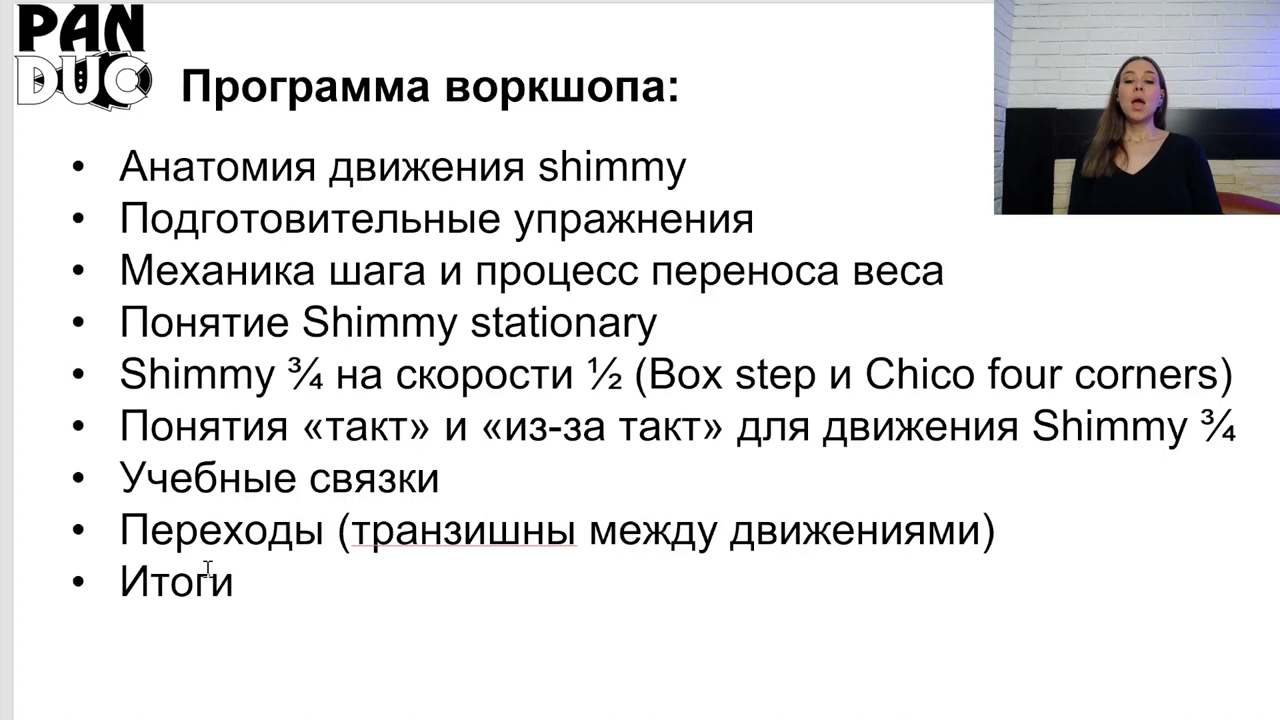 PAN
DUC
Программа воркшопа:
• Анатомия движения shimmy
• Подготовительные упражнения
• Механика шага и процесс переноса веса
• Понятие Shimmy stationary
• Shimmy ¾ на скорости ½ (Box step и Chico four corners)
• Понятия «такт» и «из-за такт» для движения Shimmy ¾
• Учебные связки
• Переходы (транзишны между движениями)
• Итоги